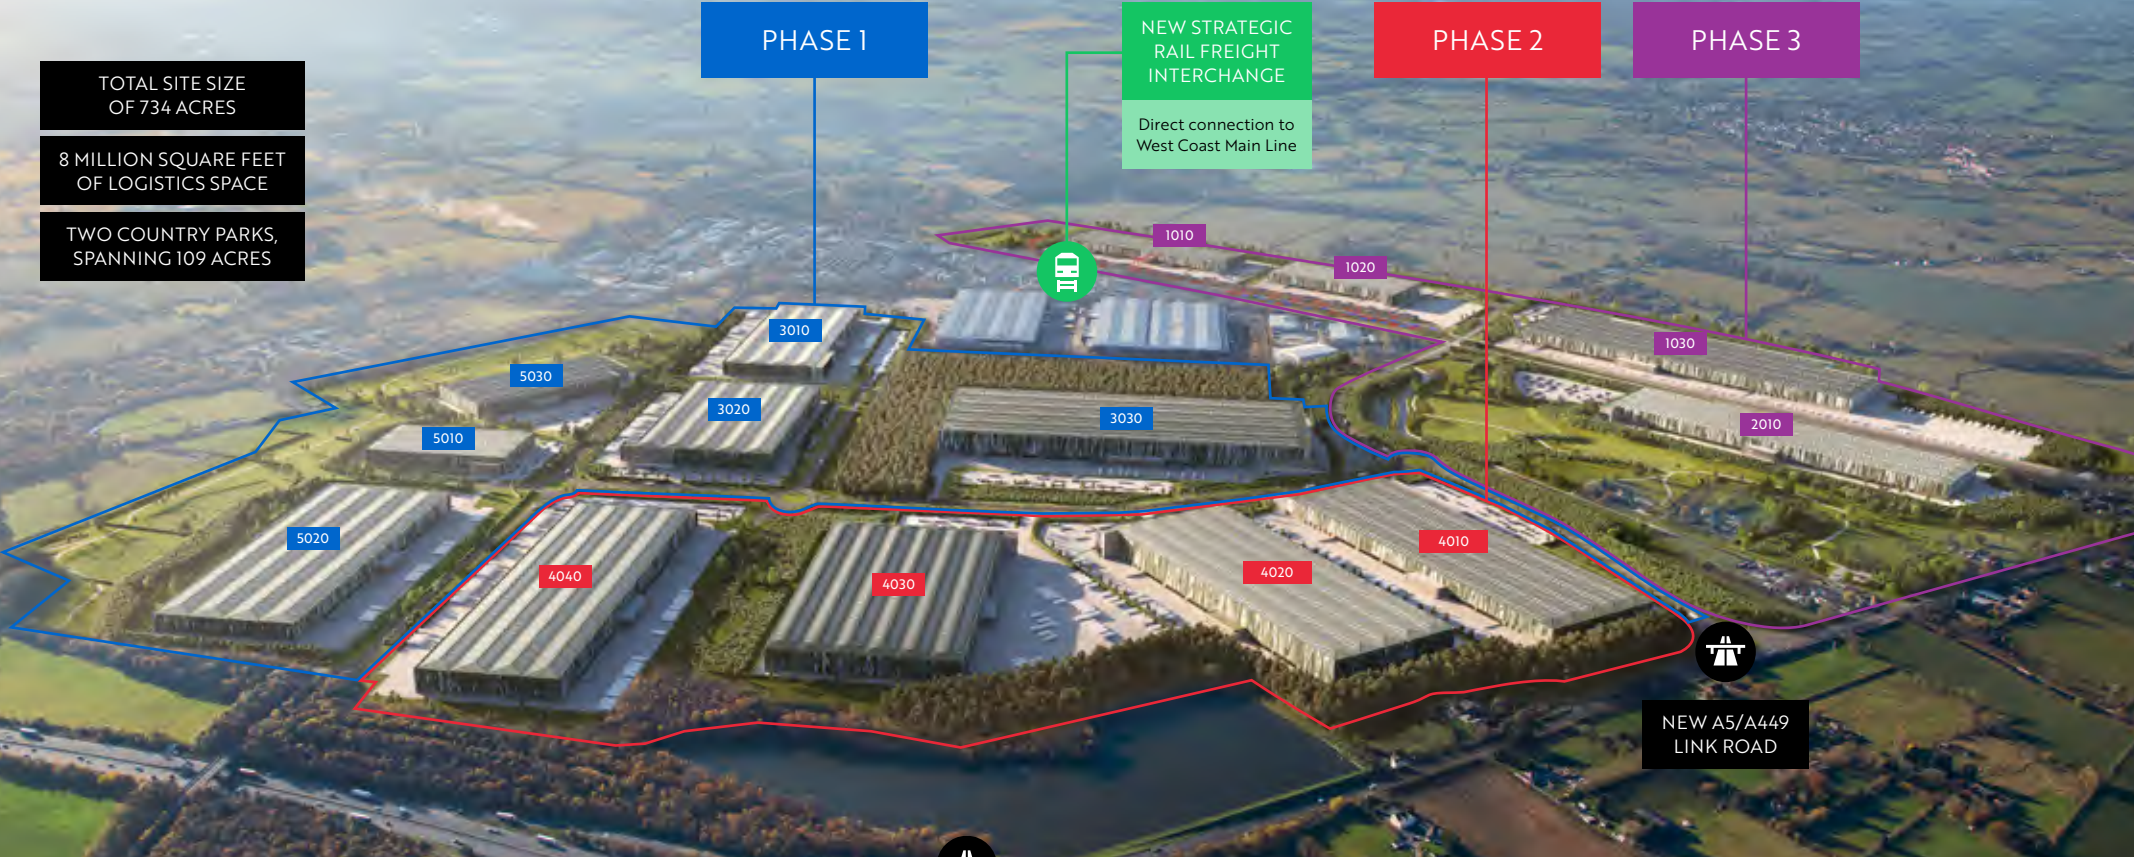 PHASE 1
NEW STRATEGIC
RAIL FREIGHT
INTERCHANGE
Direct connection to
West Coast Main Line
PHASE 2
PHASE 3
TOTAL SITE SIZE
OF 734 ACRES
8 MILLION SQUARE FEET
OF LOGISTICS SPACE
TWO COUNTRY PARKS,
SPANNING 109 ACRES
1010
1020
3010
1030
5030
3020
3030
2010
5010
5020
4010
4040
4030
4020
NEW A5/A449
LINK ROAD